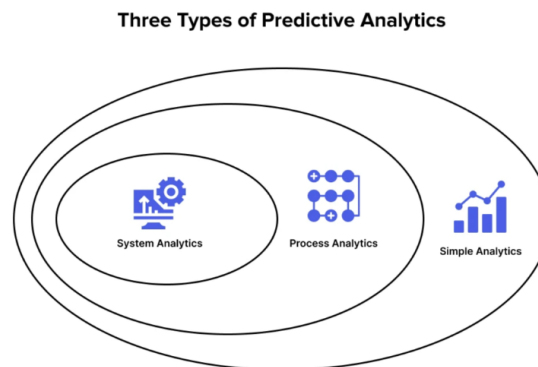 Three Types of Predictive Analytics
System Analytics
Process Analytics
Simple Analytics